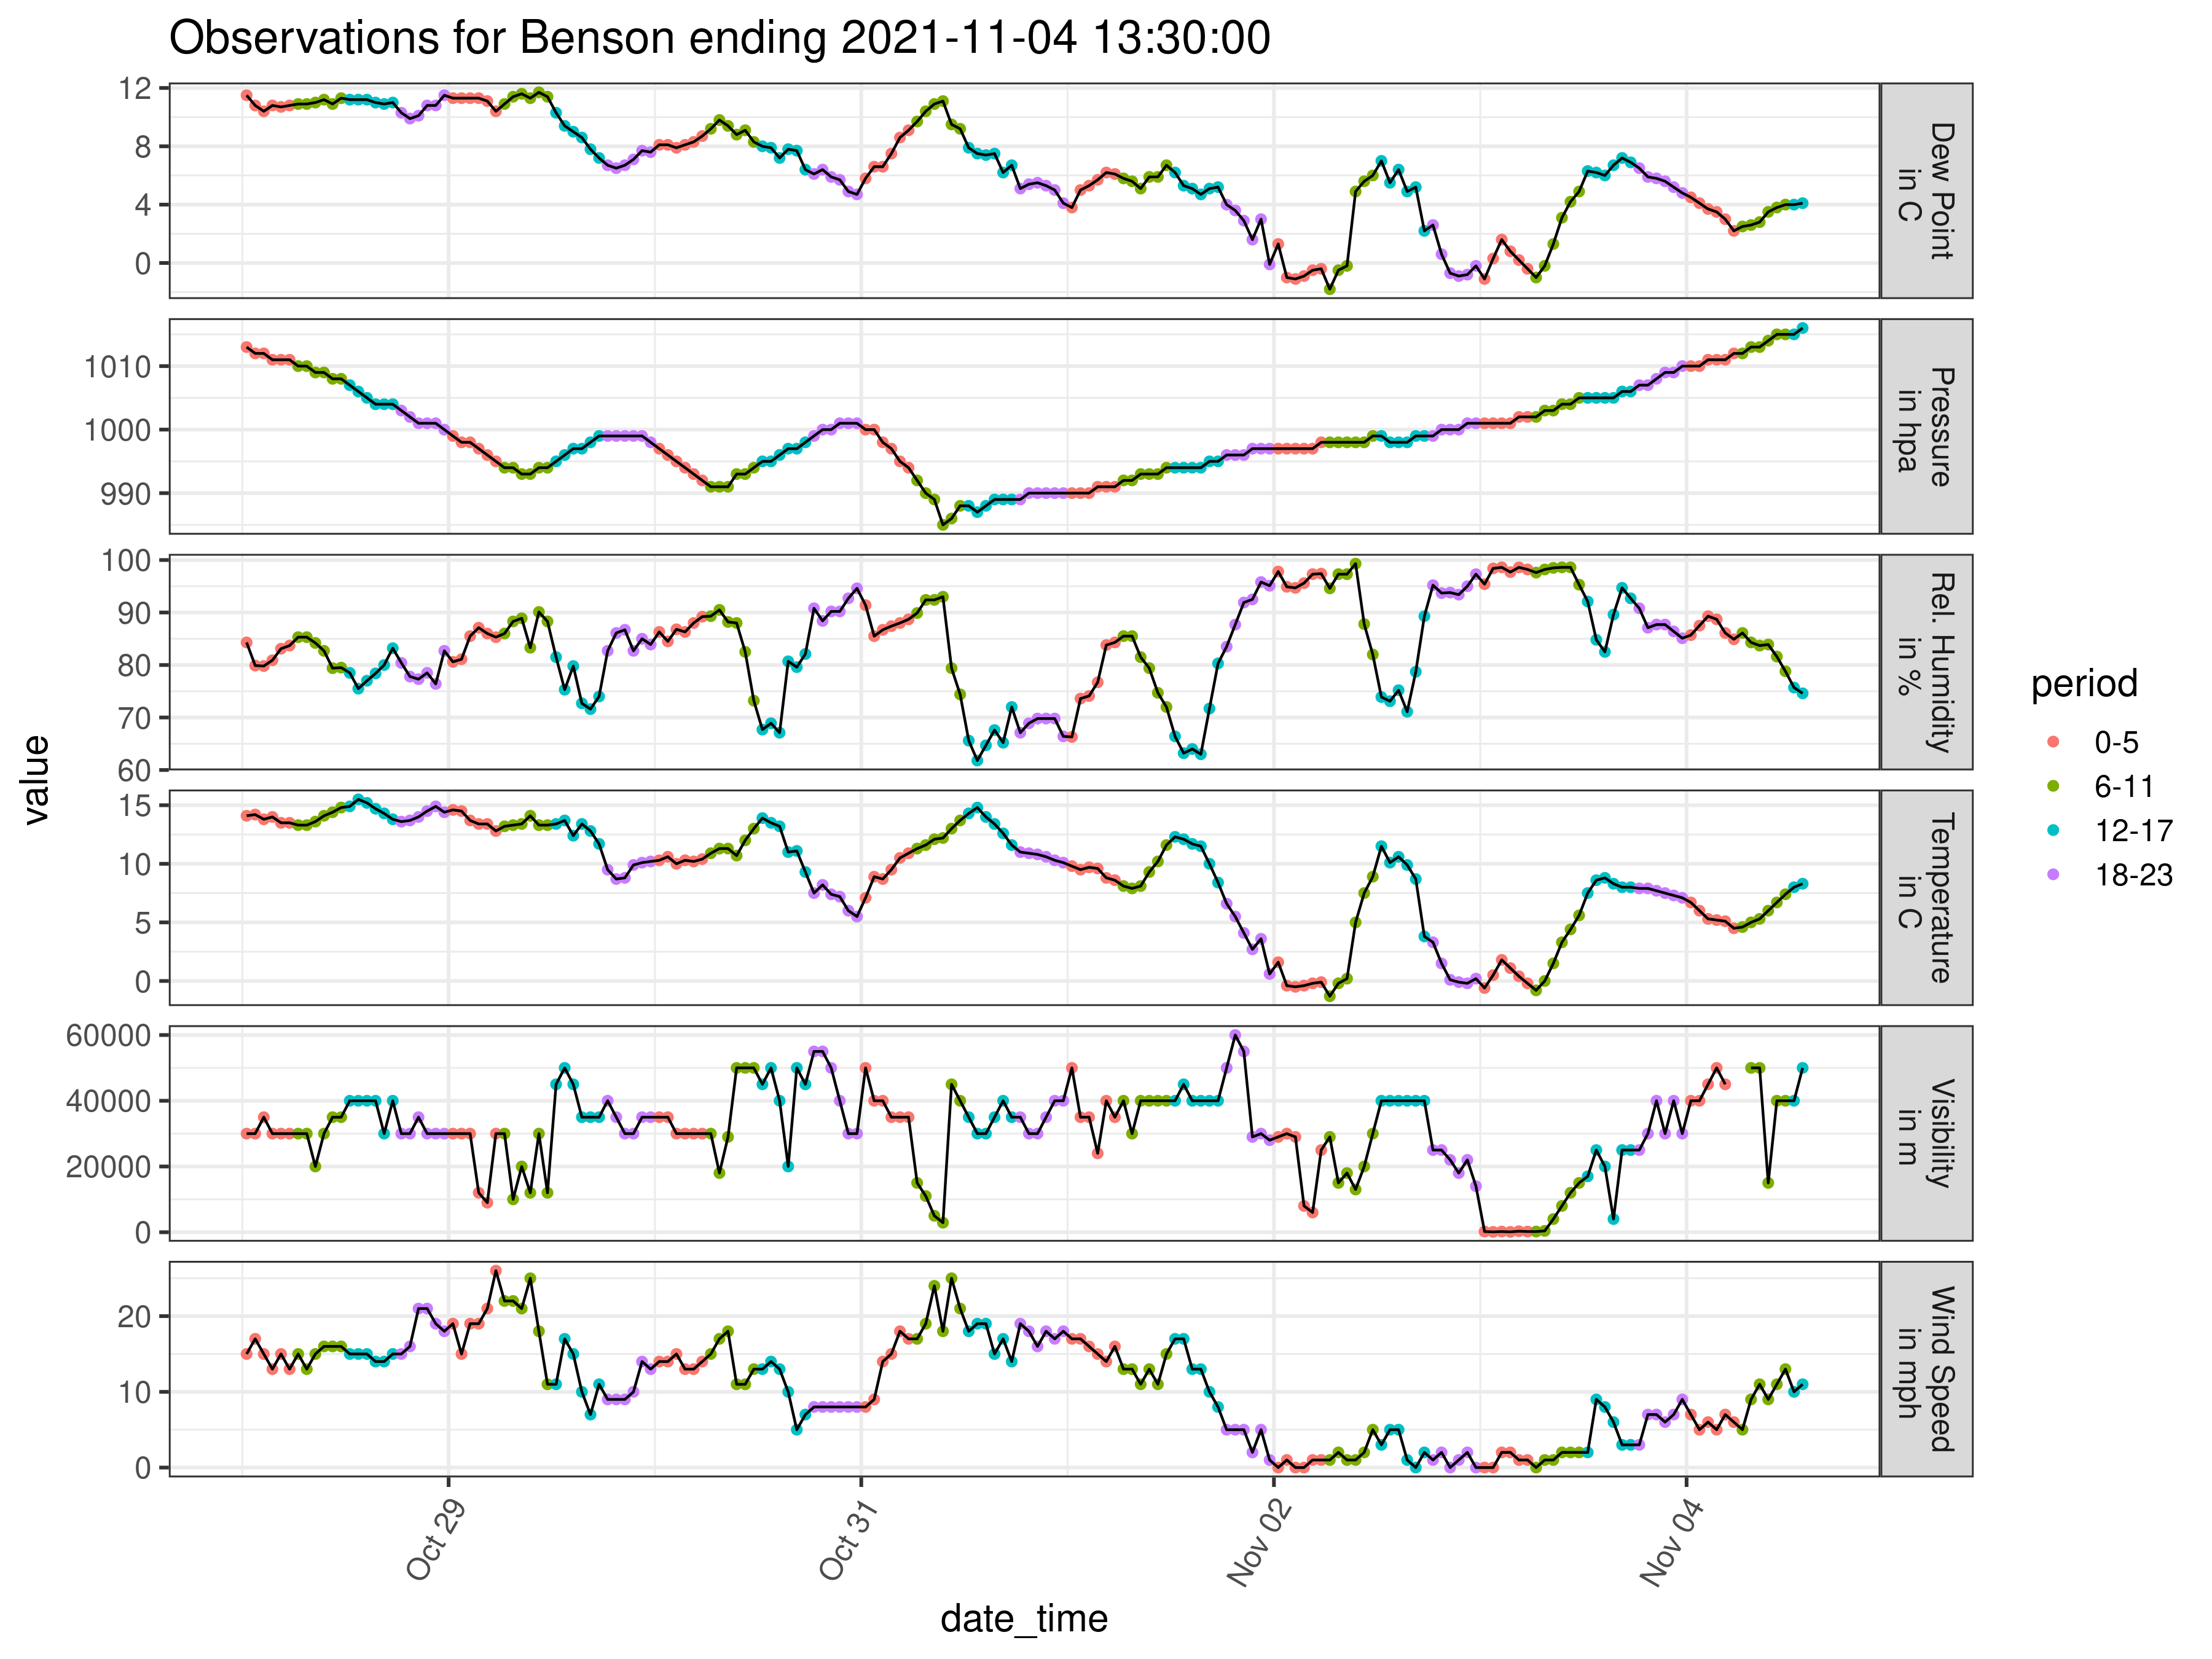 Observations for Benson ending 2021-11-04 13:30:00
value
12
8
4
0
Dew Point
in C
1010
1000
990
Pressure
in hpa
100
90
80
70
60
Rel. Humidity
in %
15
10
5
0
Temperature
in C
60000
40000
20000
0
Visibility
in m
20
10
0
Wind Speed
in mph
Oct 29
Oct 31
Nov 02
Nov 04
date_time
period
0-5
6-11
12-17
18-23